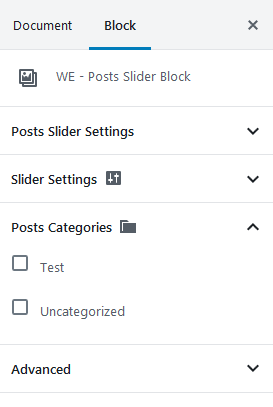 Document Block
WE - Posts Slider Block
Posts Slider Settings
Slider Settings
Posts Categories
Test
Uncategorized
Advanced